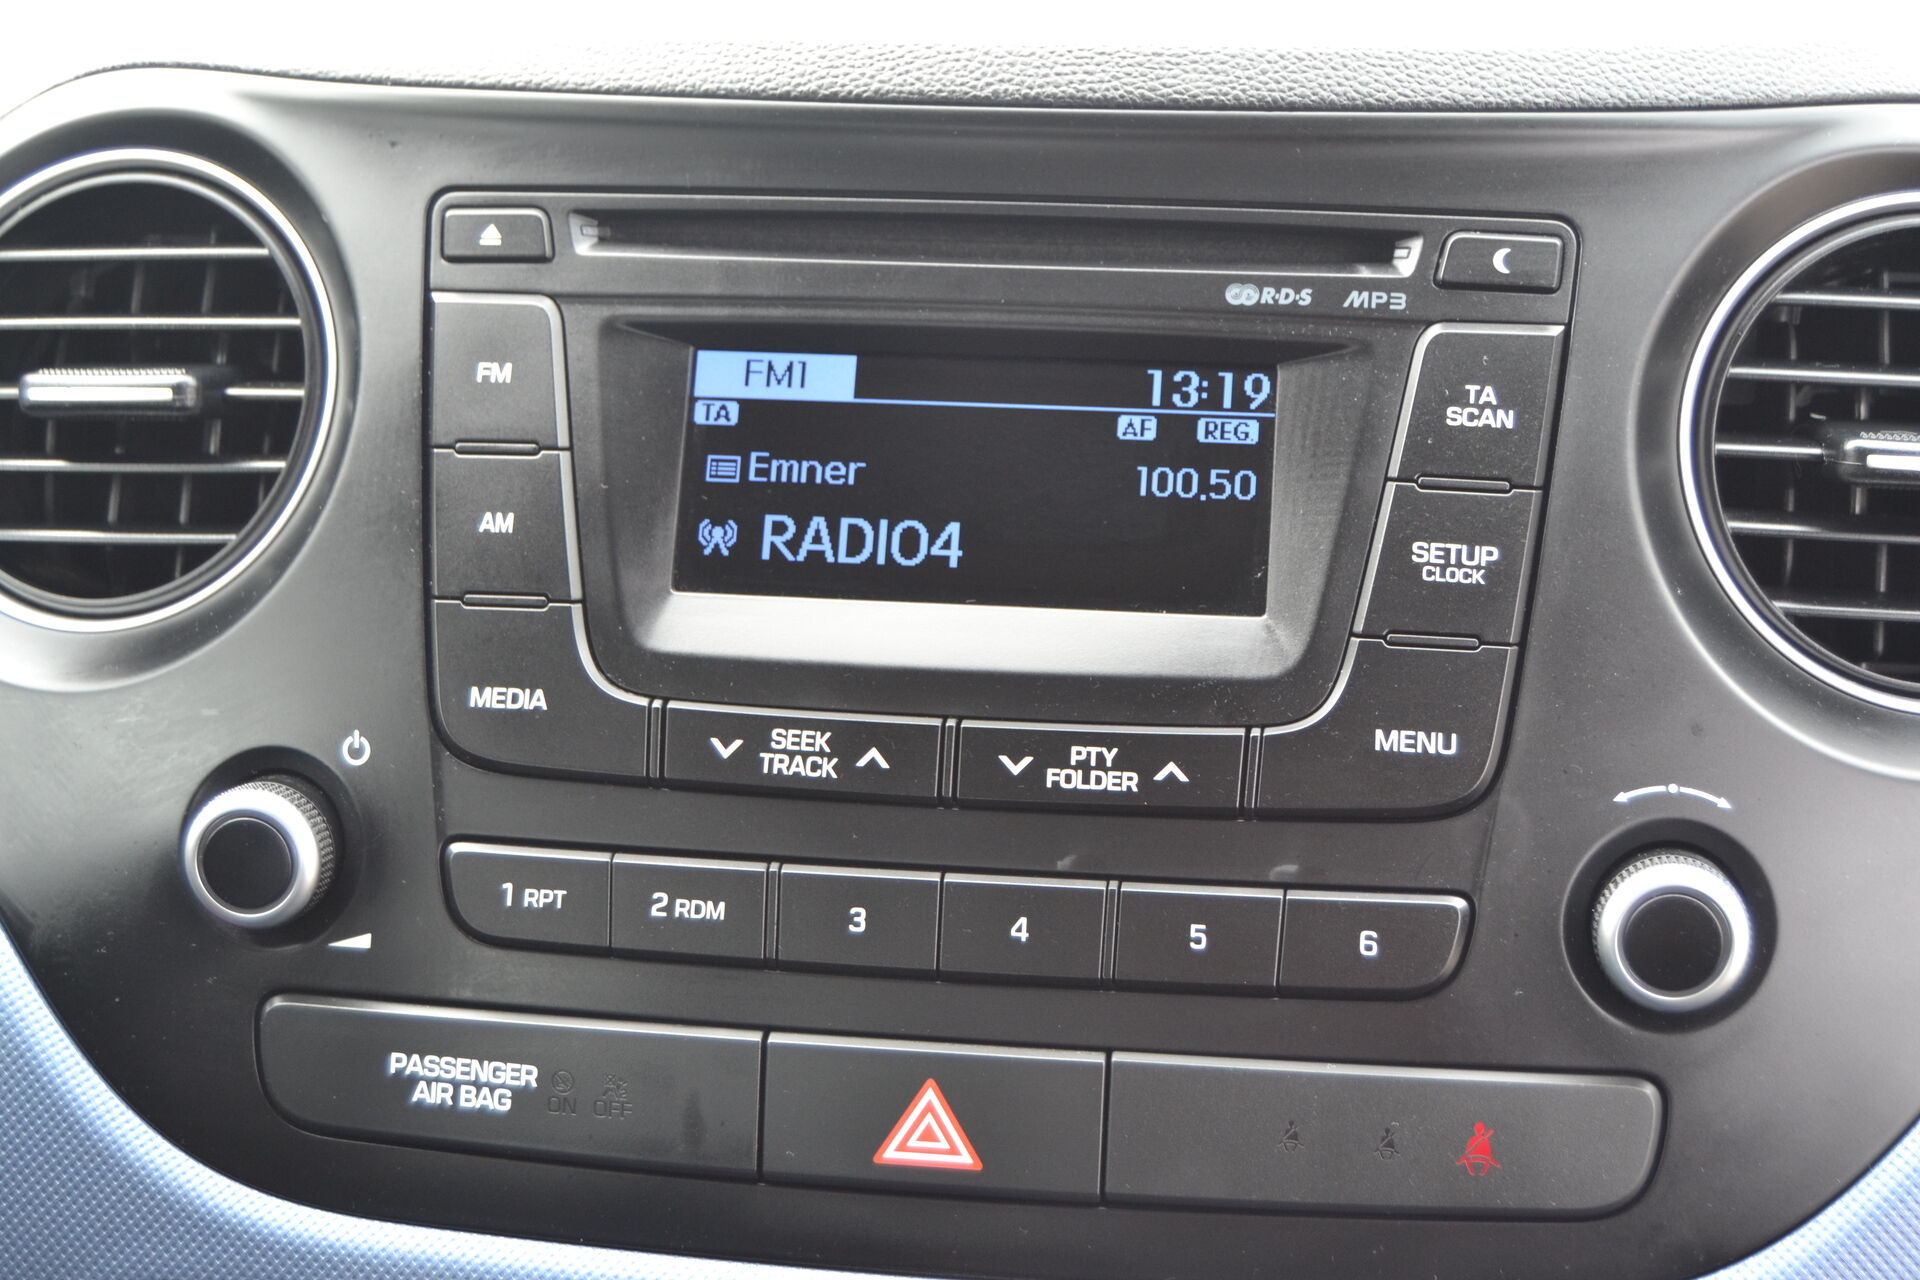 R·D·S MP3
FM1 13:19
TA AF REG.
Emner 100.50
RADIO4
FM
AM
MEDIA
TA
SCAN
SETUP
CLOCK
MENU
SEEK
TRACK
PTY
FOLDER
1 RPT 2 RDM 3 4 5 6
PASSENGER
AIR BAG ON OFF